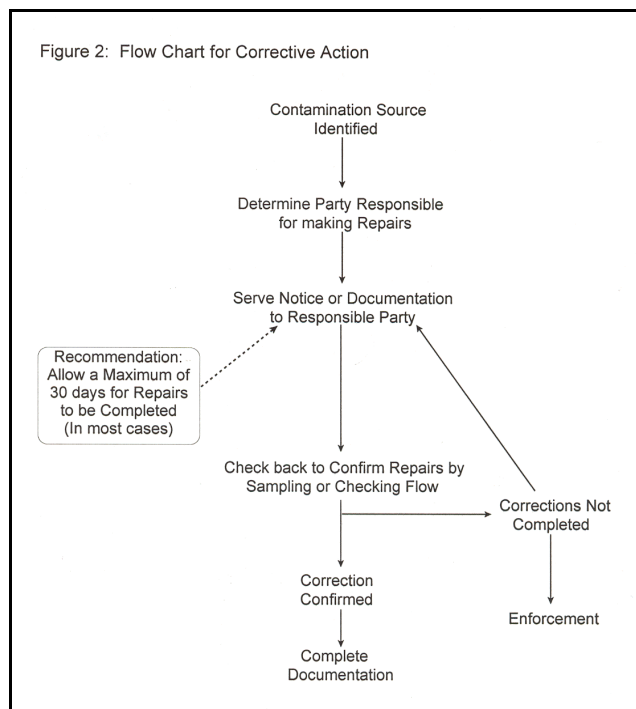 Figure 2: Flow Chart for Corrective Action
Contamination Source
Identified
Determine Party Responsible
for making Repairs
Serve Notice or Documentation
to Responsible Party
Recommendation:
Allow a Maximum of
30 days for Repairs
to be Completed
(In most cases)
Check back to Confirm Repairs by
Sampling or Checking Flow
Corrections Not
Completed
Correction
Confirmed
Enforcement
Complete
Documentation